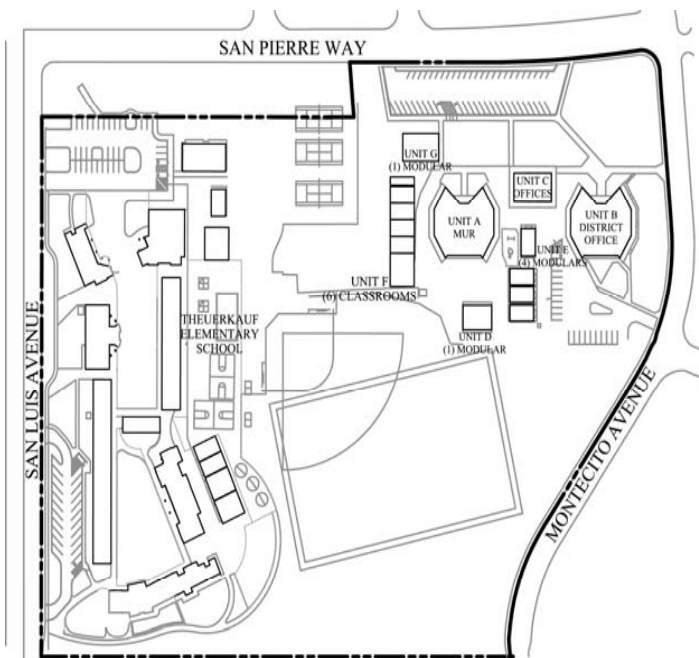 SAN PIERRE WAY
UNIT G
(1) MODULAR
UNIT C
OFFICES
UNIT A
MUR
UNIT B
DISTRICT
OFFICE
UNIT E
(4) MODULARS
UNIT F
(6) CLASSROOMS
THEUERKAUF
ELEMENTARY
SCHOOL
UNIT D
(1) MODULAR
SAN LUIS AVENUE
MONTECITO AVENUE